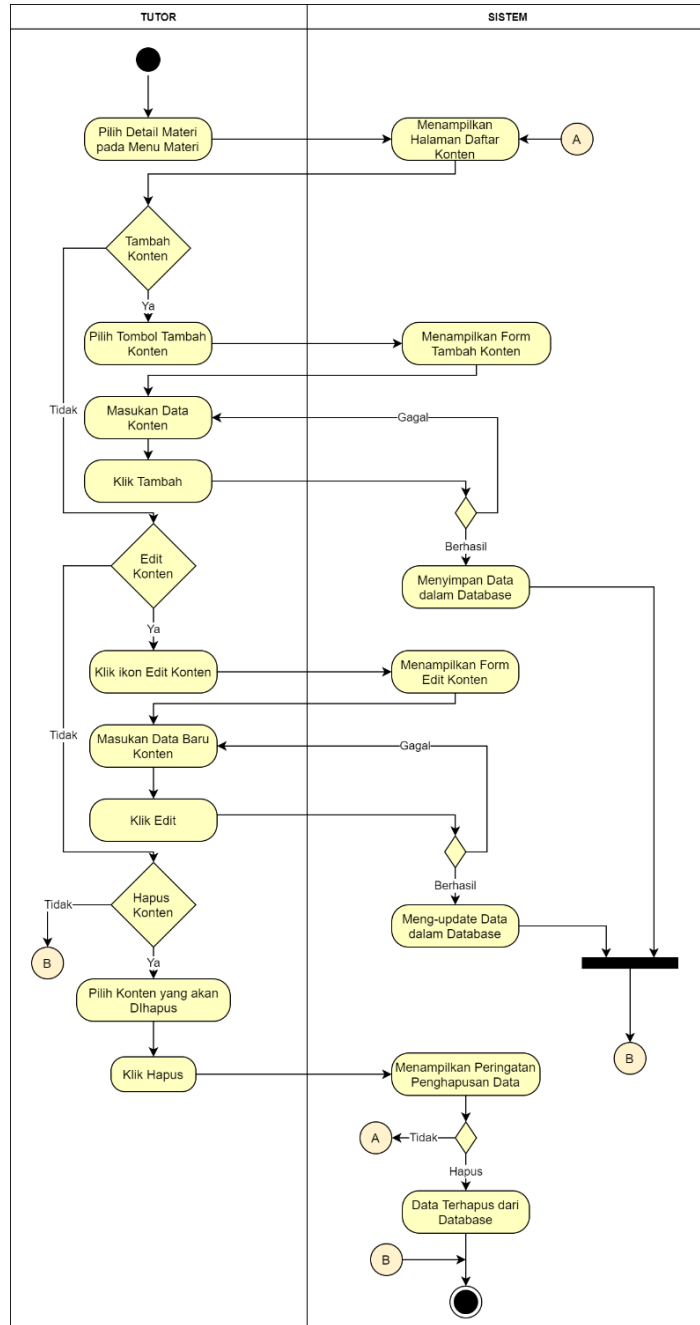 TUTOR
SISTEM
Pilih Detail Materi
pada Menu Materi
Menampilkan
Halaman Daftar
Konten
A
Tambah
Konten
Ya
Pilih Tombol Tambah
Konten
Menampilkan Form
Tambah Konten
Tidak
Masukan Data
Konten
Gagal
Klik Tambah
Berhasil
Edit
Konten
Menyimpan Data
dalam Database
Ya
Klik ikon Edit Konten
Menampilkan Form
Edit Konten
Tidak
Masukan Data Baru
Konten
Gagal
Klik Edit
Berhasil
Hapus
Konten
Tidak
Meng-update Data
dalam Database
B
Ya
Pilih Konten yang akan
DIhapus
B
Klik Hapus
Menampilkan Peringatan
Penghapusan Data
A
Tidak
Hapus
Data Terhapus dari
Database
B